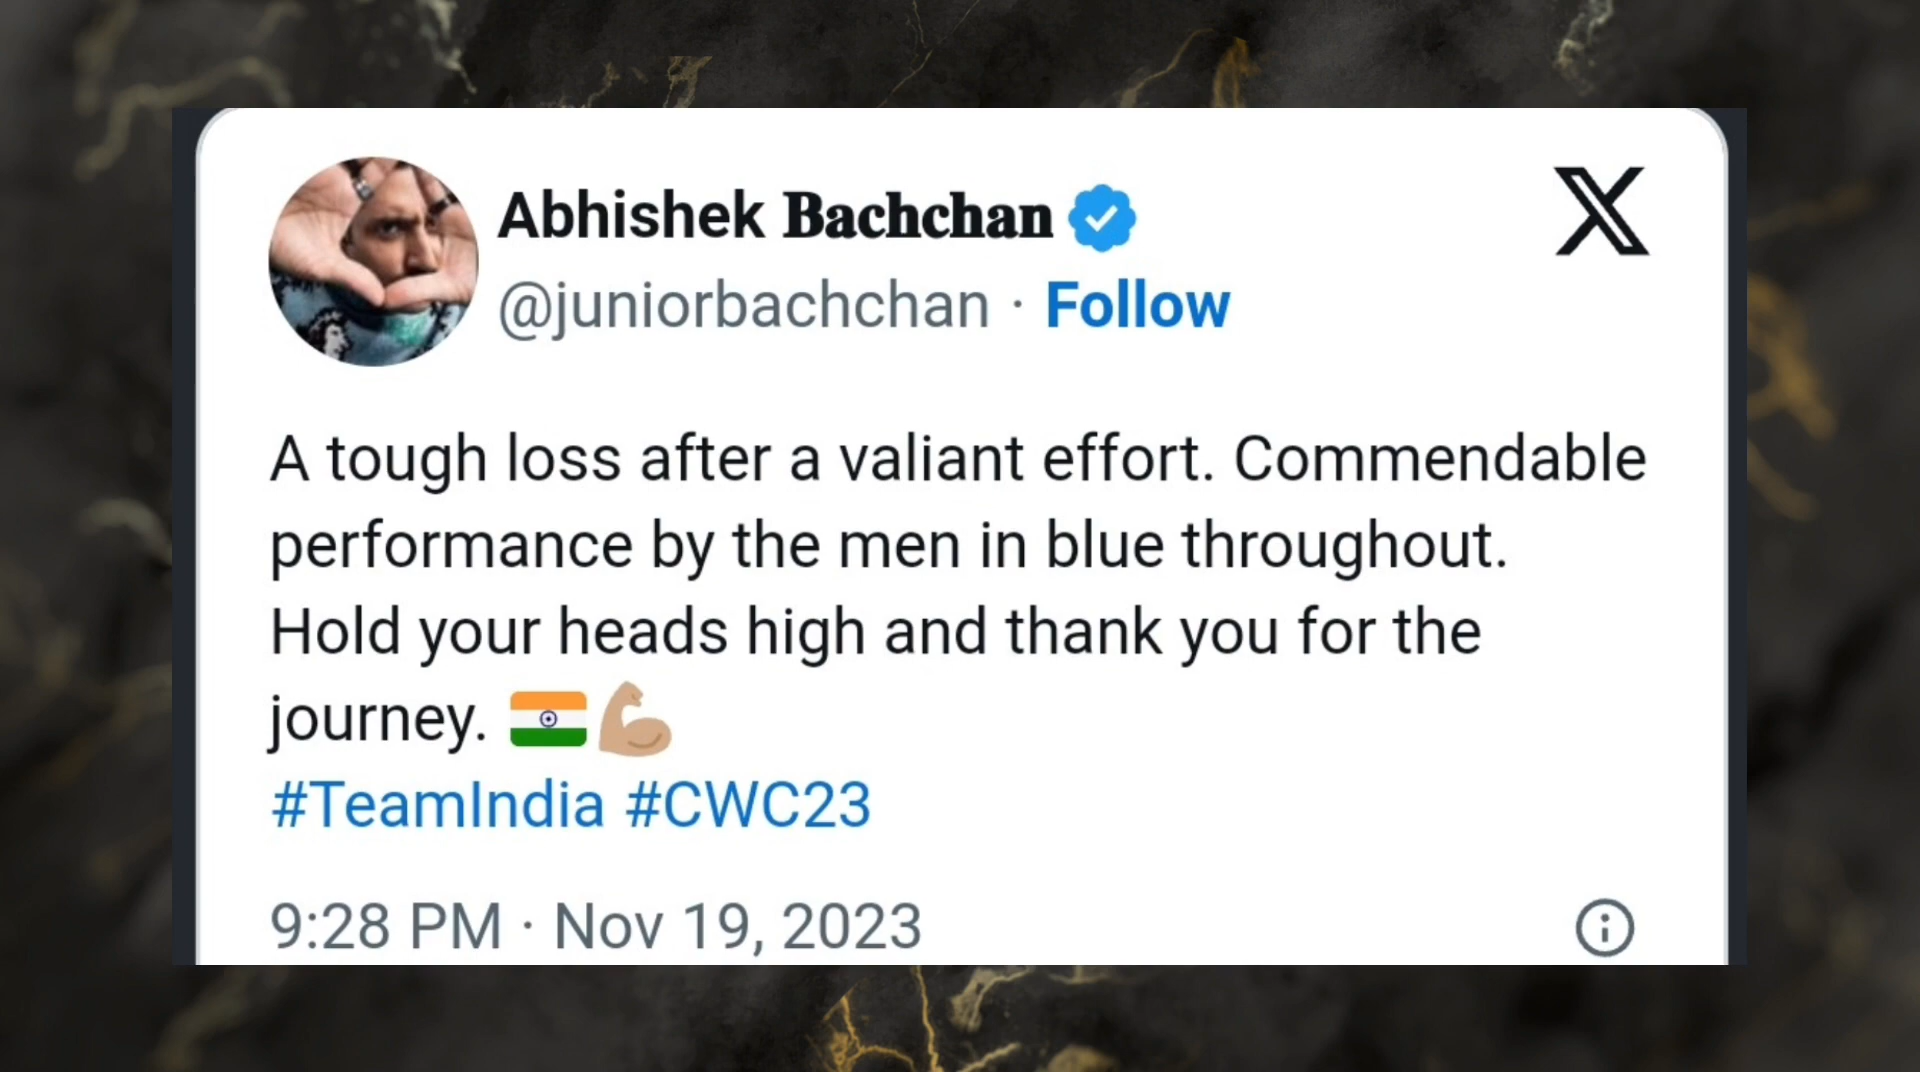 Abhishek Bachchan
@juniorbachchan · Follow
A tough loss after a valiant effort. Commendable
performance by the men in blue throughout.
Hold your heads high and thank you for the
journey. 🇮🇳💪🏼
#TeamIndia #CWC23
9:28 PM · Nov 19, 2023